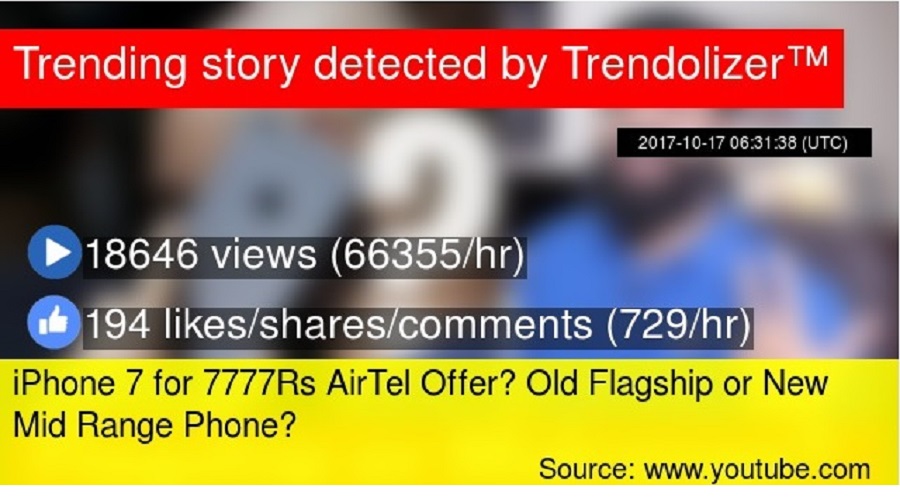 Trending story detected by Trendolizer™
2017-10-17 06:31:38 (UTC)
18646 views (66355/hr)
194 likes/shares/comments (729/hr)
iPhone 7 for 7777Rs AirTel Offer? Old Flagship or New
Mid Range Phone?
Source: www.youtube.com